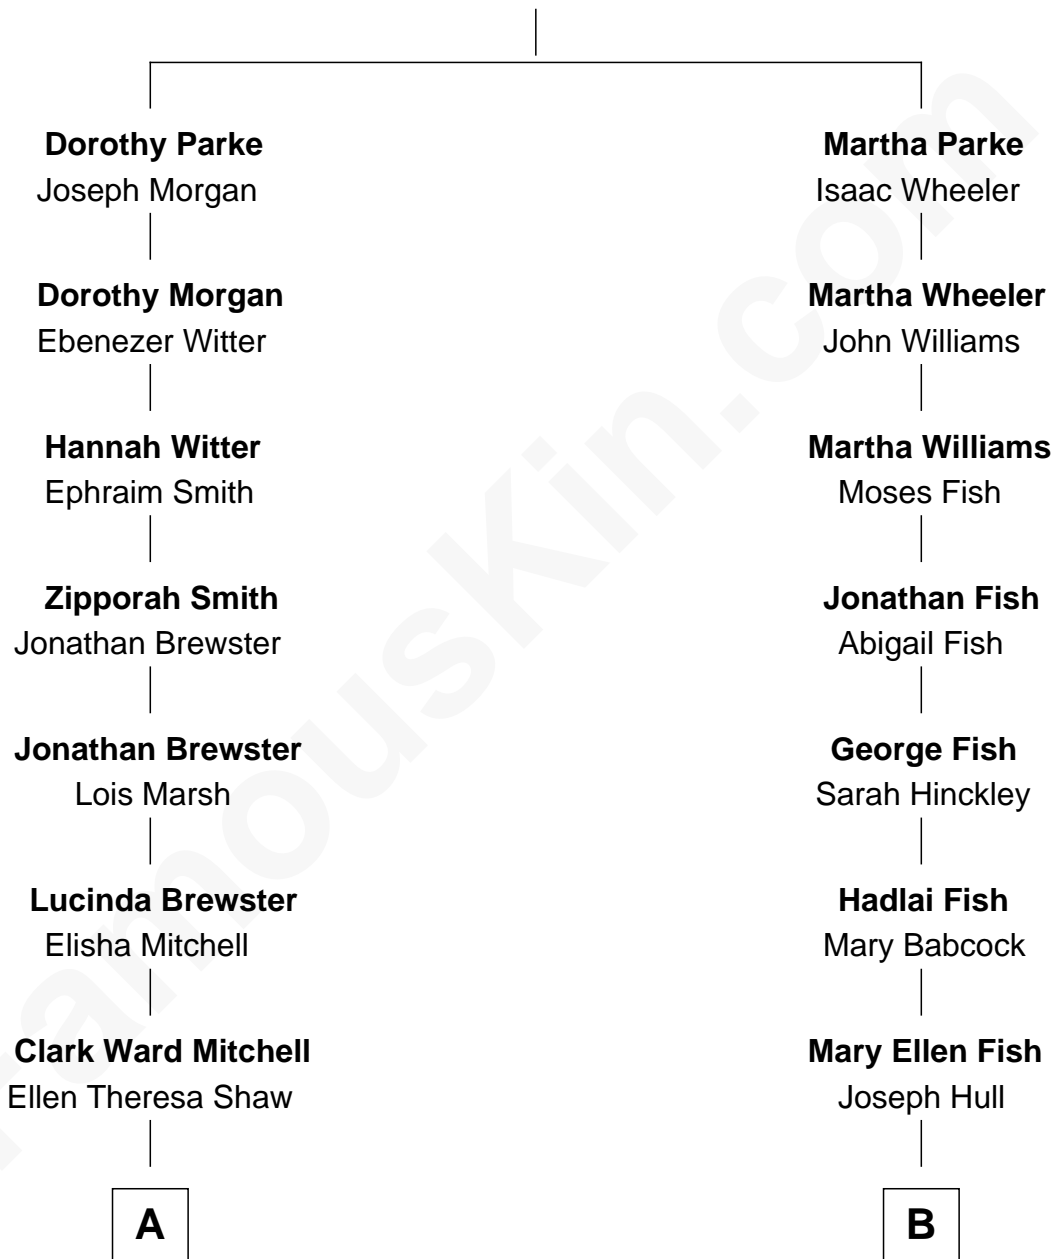 Dorothy Parke
Joseph Morgan
Dorothy Morgan
Ebenezer Witter
Hannah Witter
Ephraim Smith
Zipporah Smith
Jonathan Brewster
Jonathan Brewster
Lois Marsh
Lucinda Brewster
Elisha Mitchell
Clark Ward Mitchell
Ellen Theresa Shaw
A
Martha Parke
Isaac Wheeler
Martha Wheeler
John Williams
Martha Williams
Moses Fish
Jonathan Fish
Abigail Fish
George Fish
Sarah Hinckley
Hadlai Fish
Mary Babcock
Mary Ellen Fish
Joseph Hull
B
FamousKin.com